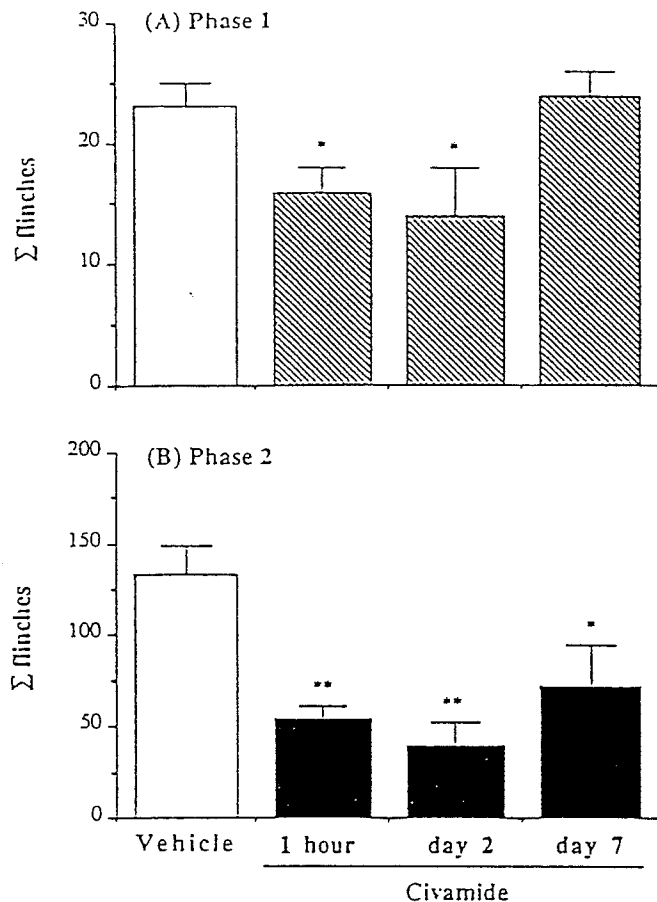 (A) Phase 1
30
20
10
0
Σ flinches
*
*
(B) Phase 2
200
150
100
50
0
Σ flinches
**
**
*
Vehicle
1 hour
day 2
day 7
Civamide